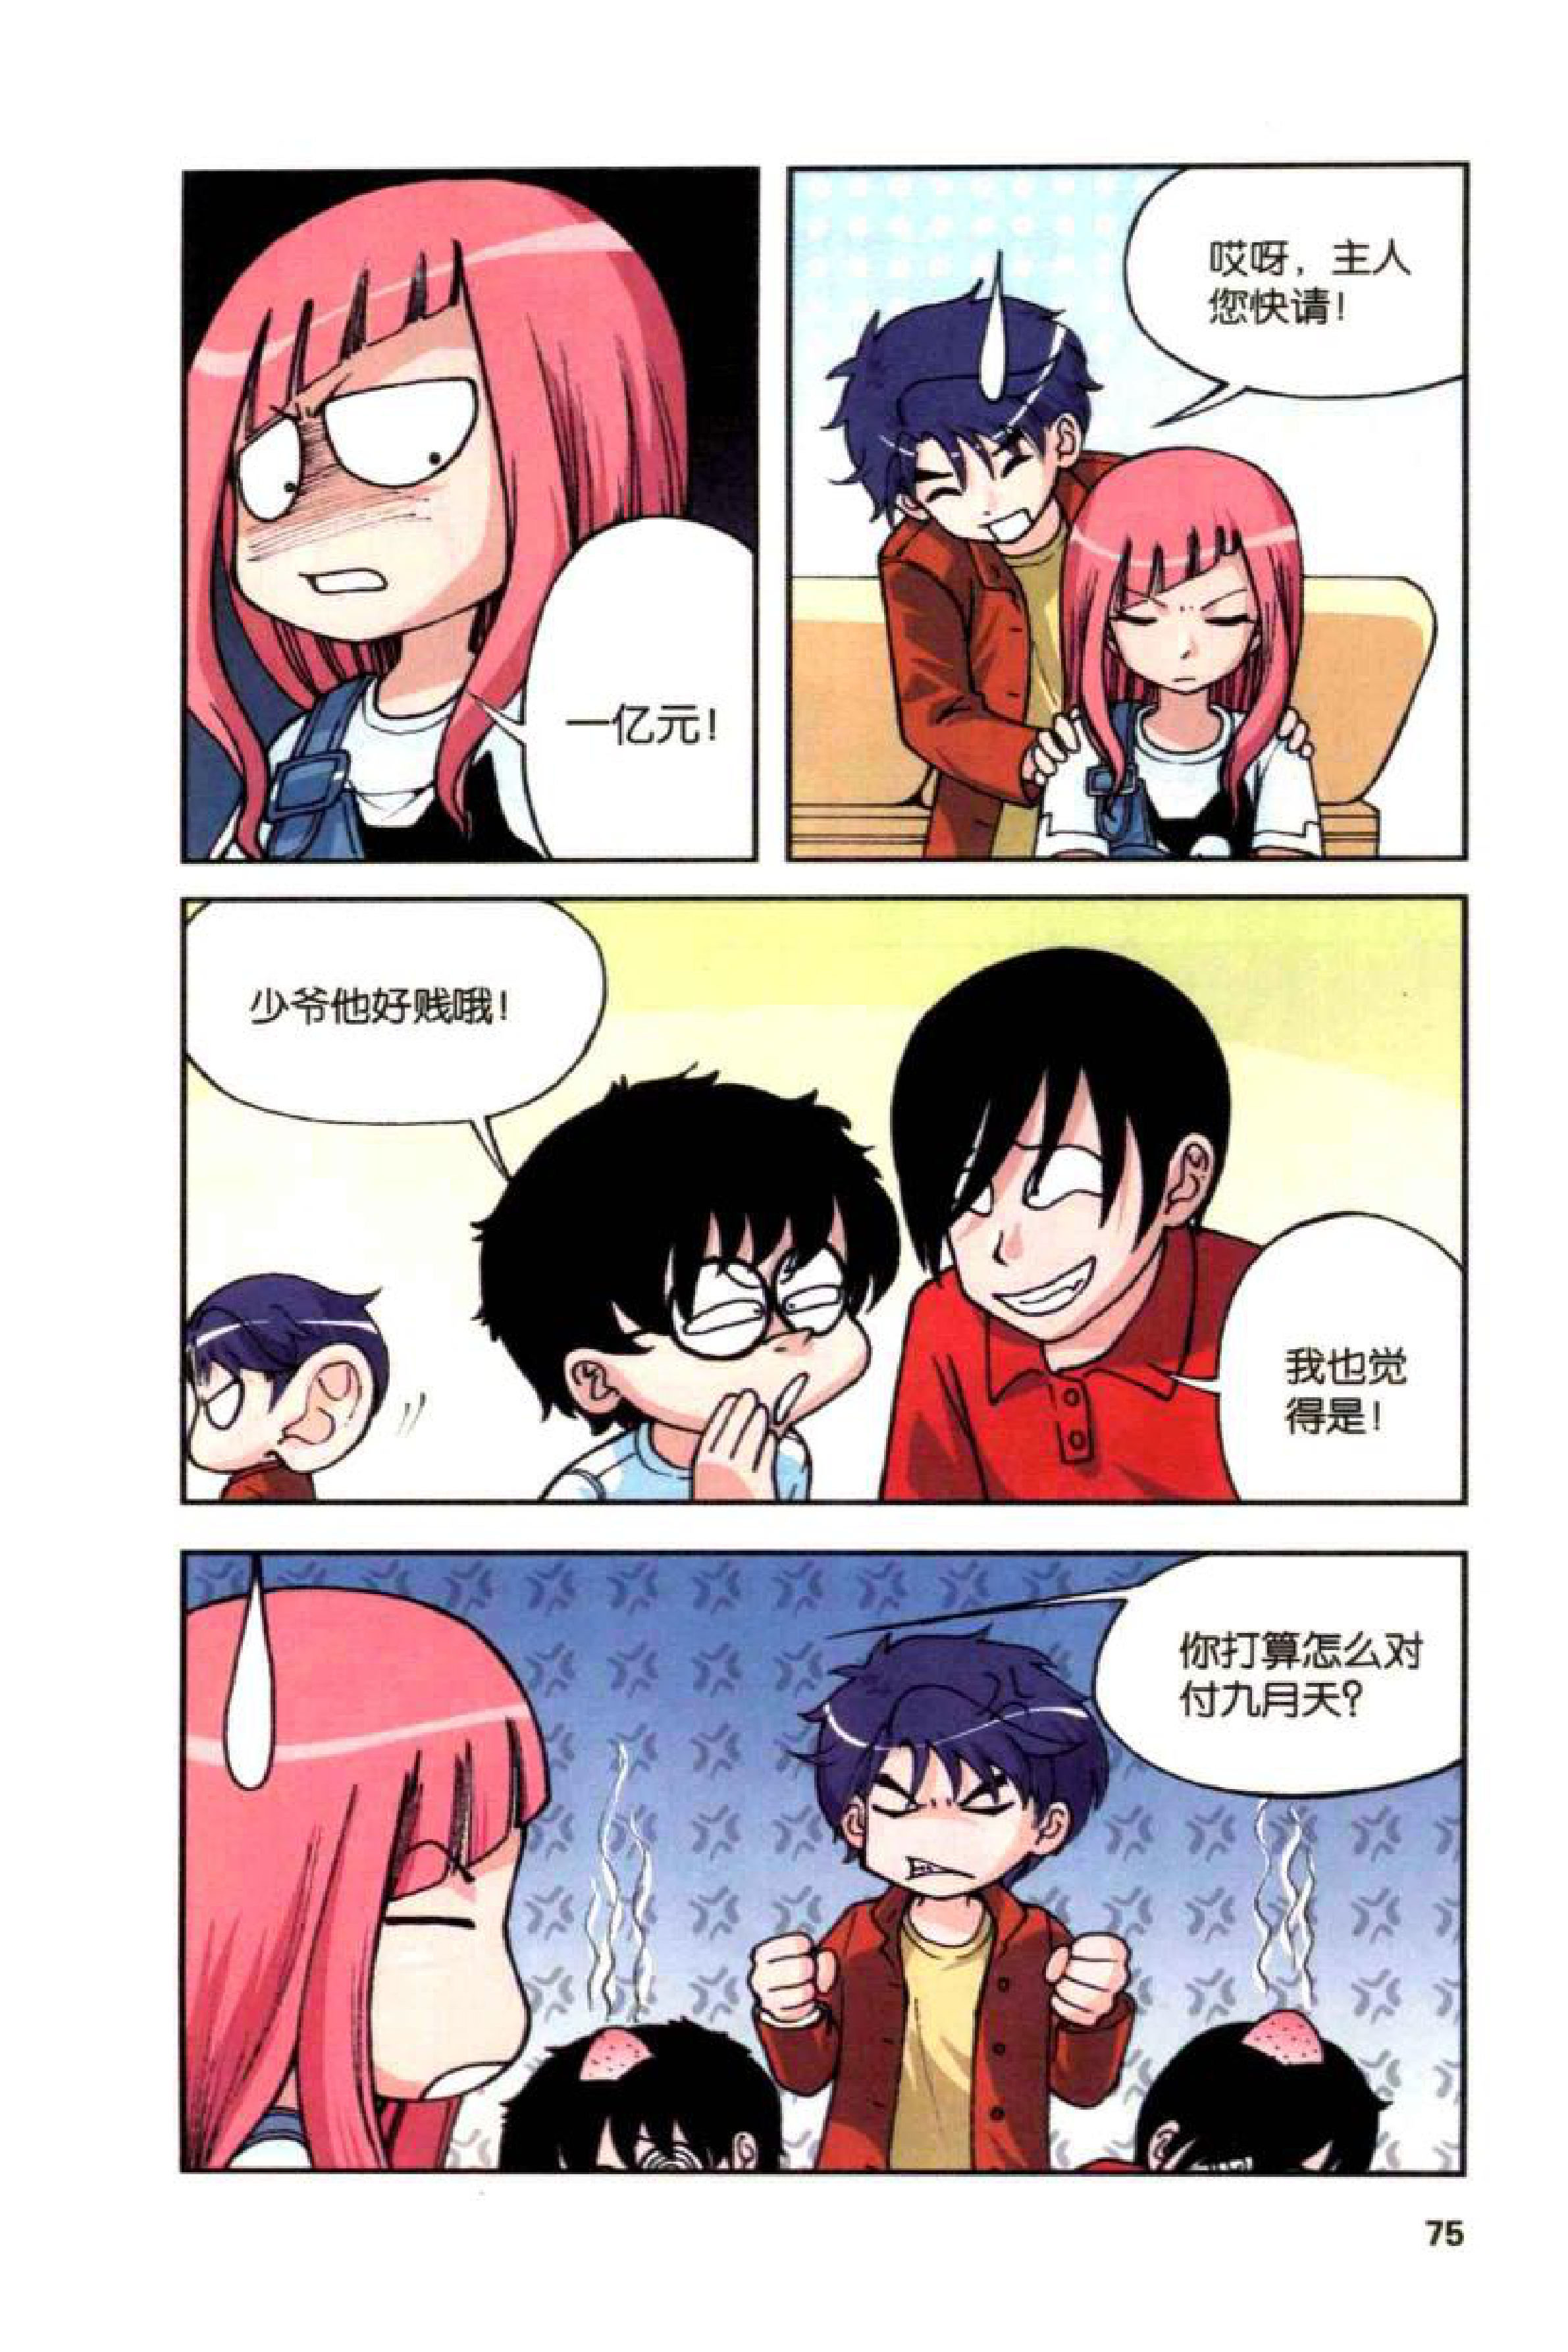 一亿元！
哎呀，主人
您快请！
少爷他好贱哦！
我也觉
得是！
你打算怎么对
付九月天？
75